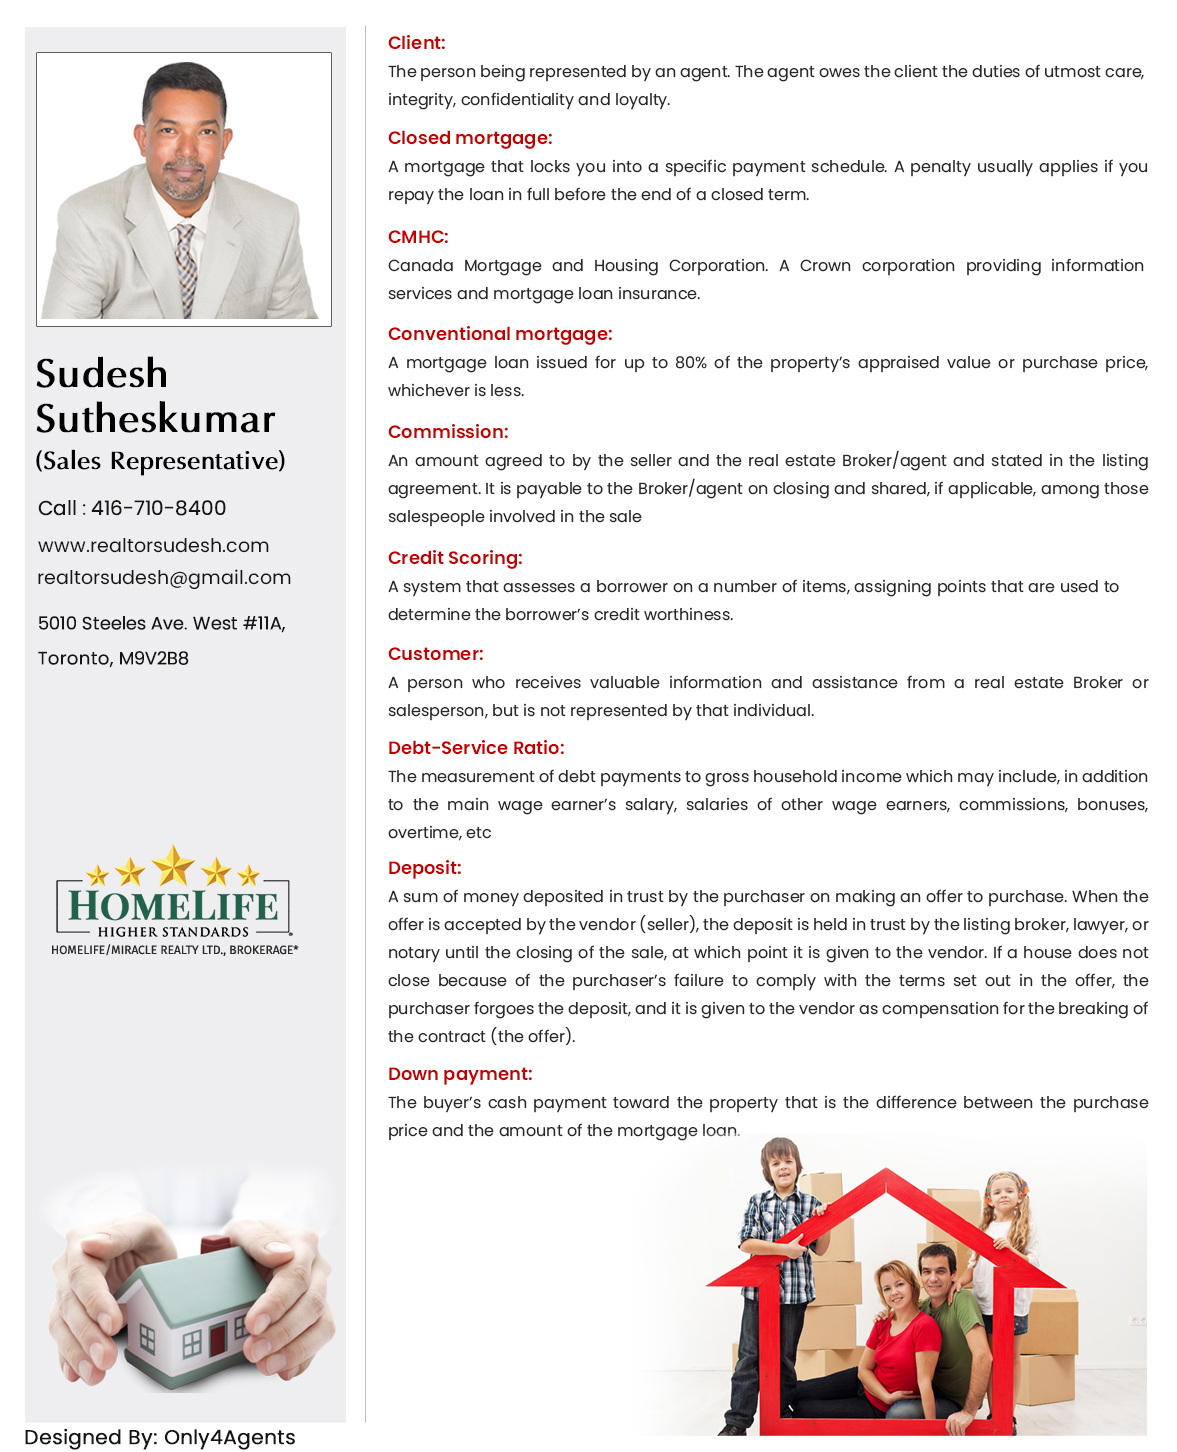 Sudesh
Sutheskumar
(Sales Representative)
Call : 416-710-8400
www.realtorsudesh.com
realtorsudesh@gmail.com
5010 Steeles Ave. West #11A,
Toronto, M9V2B8
HOMELIFE
HIGHER STANDARDS
HOMELIFE/MIRACLE REALTY LTD., BROKERAGE*
Designed By: Only4Agents
Client:
The person being represented by an agent. The agent owes the client the duties of utmost care,
integrity, confidentiality and loyalty.
Closed mortgage:
A mortgage that locks you into a specific payment schedule. A penalty usually applies if you
repay the loan in full before the end of a closed term.
CMHC:
Canada Mortgage and Housing Corporation. A Crown corporation providing information
services and mortgage loan insurance.
Conventional mortgage:
A mortgage loan issued for up to 80% of the property’s appraised value or purchase price,
whichever is less.
Commission:
An amount agreed to by the seller and the real estate Broker/agent and stated in the listing
agreement. It is payable to the Broker/agent on closing and shared, if applicable, among those
salespeople involved in the sale
Credit Scoring:
A system that assesses a borrower on a number of items, assigning points that are used to
determine the borrower’s credit worthiness.
Customer:
A person who receives valuable information and assistance from a real estate Broker or
salesperson, but is not represented by that individual.
Debt-Service Ratio:
The measurement of debt payments to gross household income which may include, in addition
to the main wage earner’s salary, salaries of other wage earners, commissions, bonuses,
overtime, etc
Deposit:
A sum of money deposited in trust by the purchaser on making an offer to purchase. When the
offer is accepted by the vendor (seller), the deposit is held in trust by the listing broker, lawyer, or
notary until the closing of the sale, at which point it is given to the vendor. If a house does not
close because of the purchaser’s failure to comply with the terms set out in the offer, the
purchaser forgoes the deposit, and it is given to the vendor as compensation for the breaking of
the contract (the offer).
Down payment:
The buyer’s cash payment toward the property that is the difference between the purchase
price and the amount of the mortgage loan.